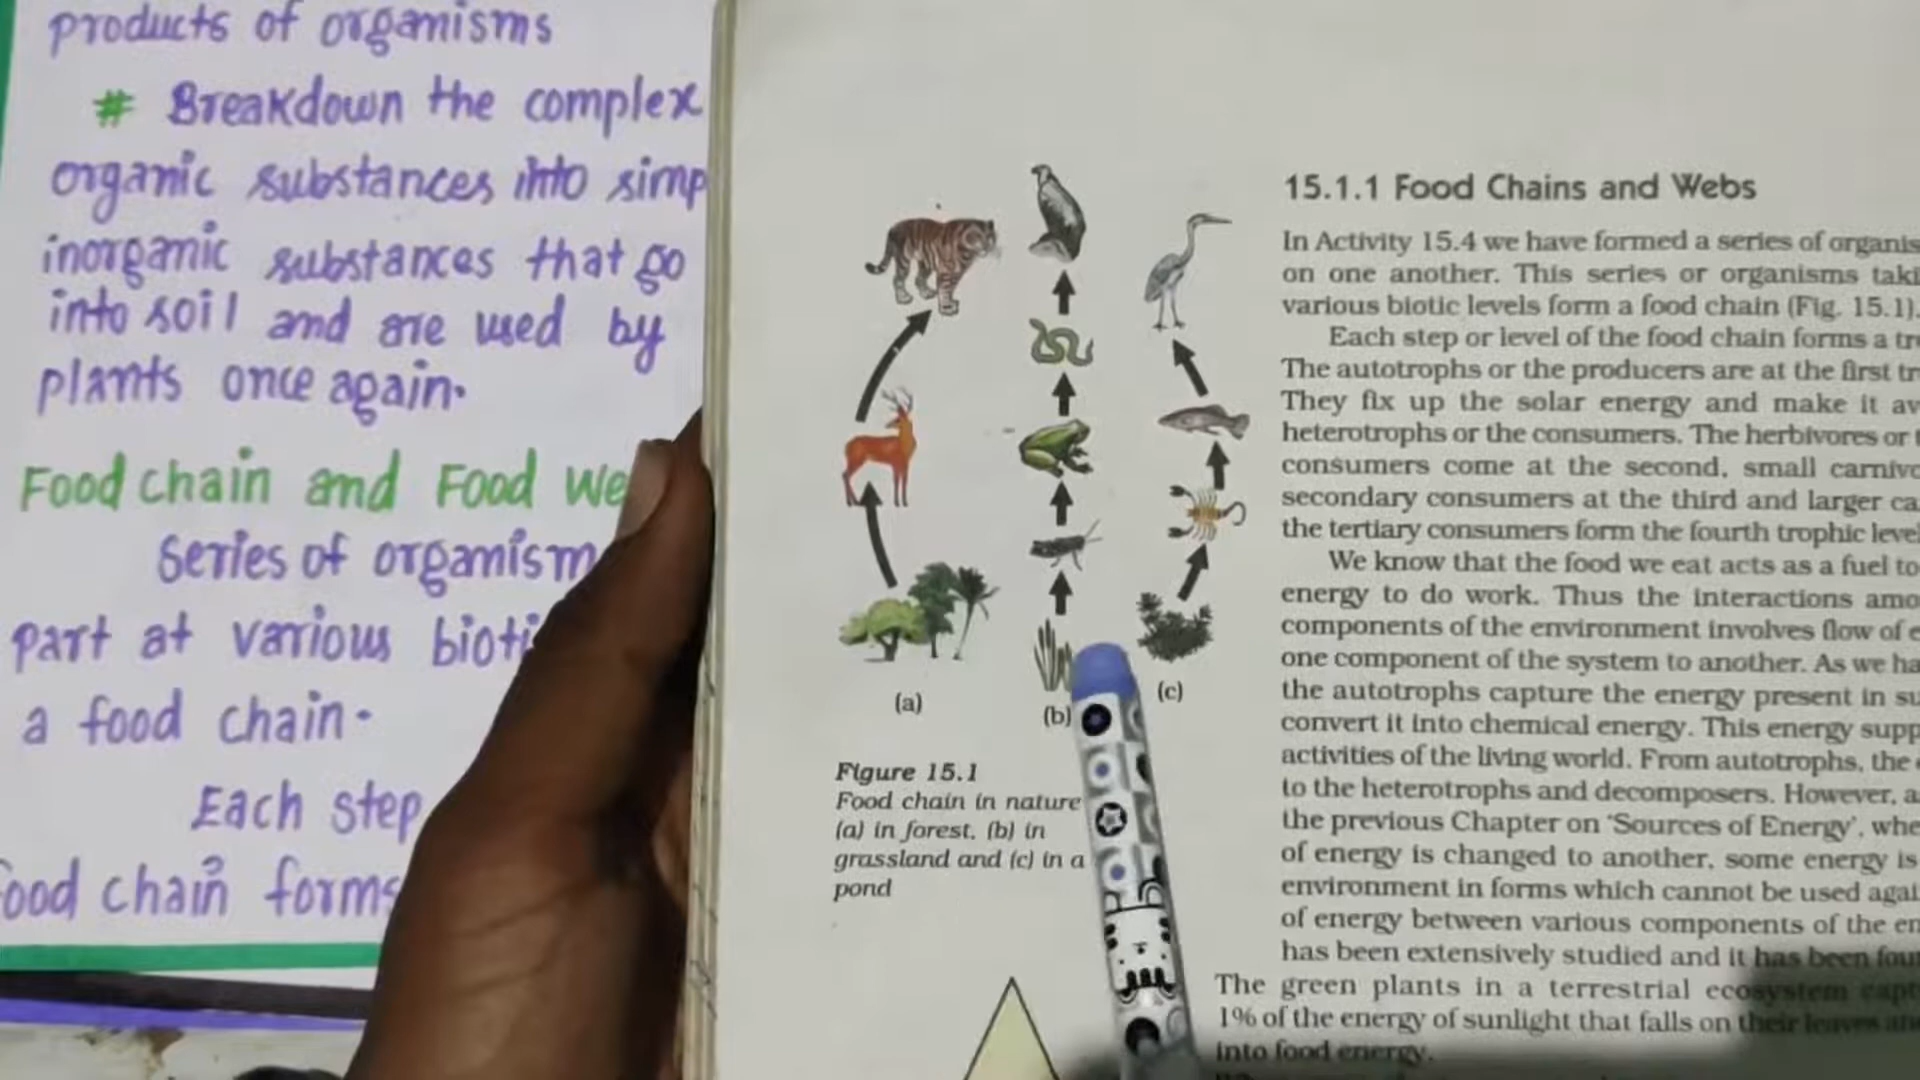 products of organisms
# Breakdown the complex
organic substances into simp
inorganic substances that go
into soil and are used by
plants once again.
Food chain and Food We
Series of organism
part at various bioti
a food chain.
Each step
food chain forms
(a)
(b)
(c)
Figure 15.1
Food chain in nature
(a) in forest, (b) in
grassland and (c) in a
pond
15.1.1 Food Chains and Webs
In Activity 15.4 we have formed a series of organis
on one another. This series or organisms taki
various biotic levels form a food chain (Fig. 15.1).
Each step or level of the food chain forms a tr
The autotrophs or the producers are at the first tr
They fix up the solar energy and make it av
heterotrophs or the consumers. The herbivores or
consumers come at the second, small carnivo
secondary consumers at the third and larger ca
the tertiary consumers form the fourth trophic level
We know that the food we eat acts as a fuel to
energy to do work. Thus the interactions amo
components of the environment involves flow of e
one component of the system to another. As we ha
the autotrophs capture the energy present in su
convert it into chemical energy. This energy supp
activities of the living world. From autotrophs, the
to the heterotrophs and decomposers. However, a
the previous Chapter on 'Sources of Energy', whe
of energy is changed to another, some energy is
environment in forms which cannot be used agai
of energy between various components of the en
has been extensively studied and it has been foun
The green plants in a terrestrial ecosystem capt
1% of the energy of sunlight that falls on their leaves an
into food energy.